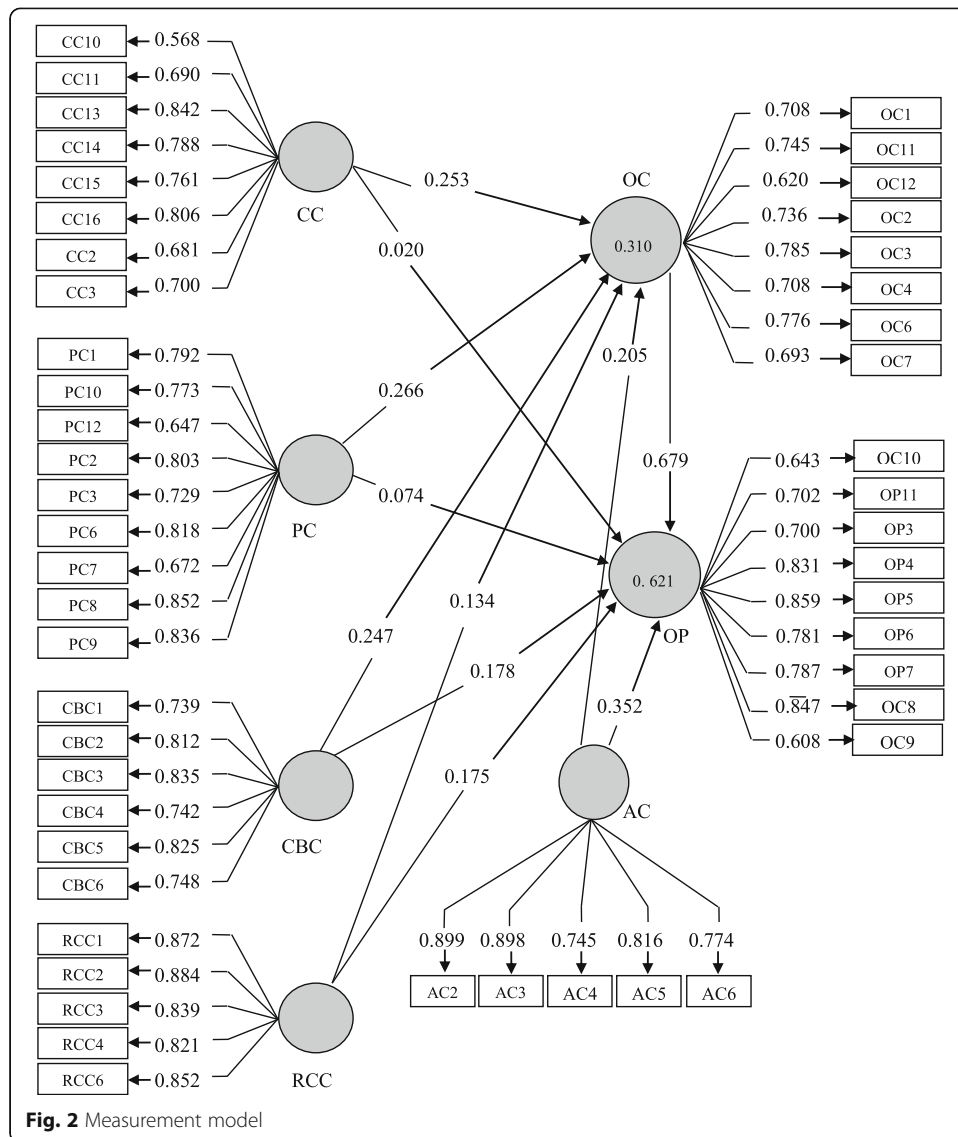 CC10 0.568
CC11 0.690
CC13 0.842
CC14 0.788
CC15 0.761
CC16 0.806
CC2 0.681
CC3 0.700
CC
PC1 0.792
PC10 0.773
PC12 0.647
PC2 0.803
PC3 0.729
PC6 0.818
PC7 0.672
PC8 0.852
PC9 0.836
PC
CBC1 0.739
CBC2 0.812
CBC3 0.835
CBC4 0.742
CBC5 0.825
CBC6 0.748
CBC
RCC1 0.872
RCC2 0.884
RCC3 0.839
RCC4 0.821
RCC6 0.852
RCC
0.253
0.020
0.266
0.074
0.247
0.178
0.134
0.175
0.205
0.352
0.679
OC
0.310
0.708 OC1
0.745 OC11
0.620 OC12
0.736 OC2
0.785 OC3
0.708 OC4
0.776 OC6
0.693 OC7
0. 621
OP
0.643 OC10
0.702 OP11
0.700 OP3
0.831 OP4
0.859 OP5
0.781 OP6
0.787 OP7
0.847 OC8
0.608 OC9
AC
0.899 0.898 0.745 0.816 0.774
AC2 AC3 AC4 AC5 AC6
Fig. 2 Measurement model